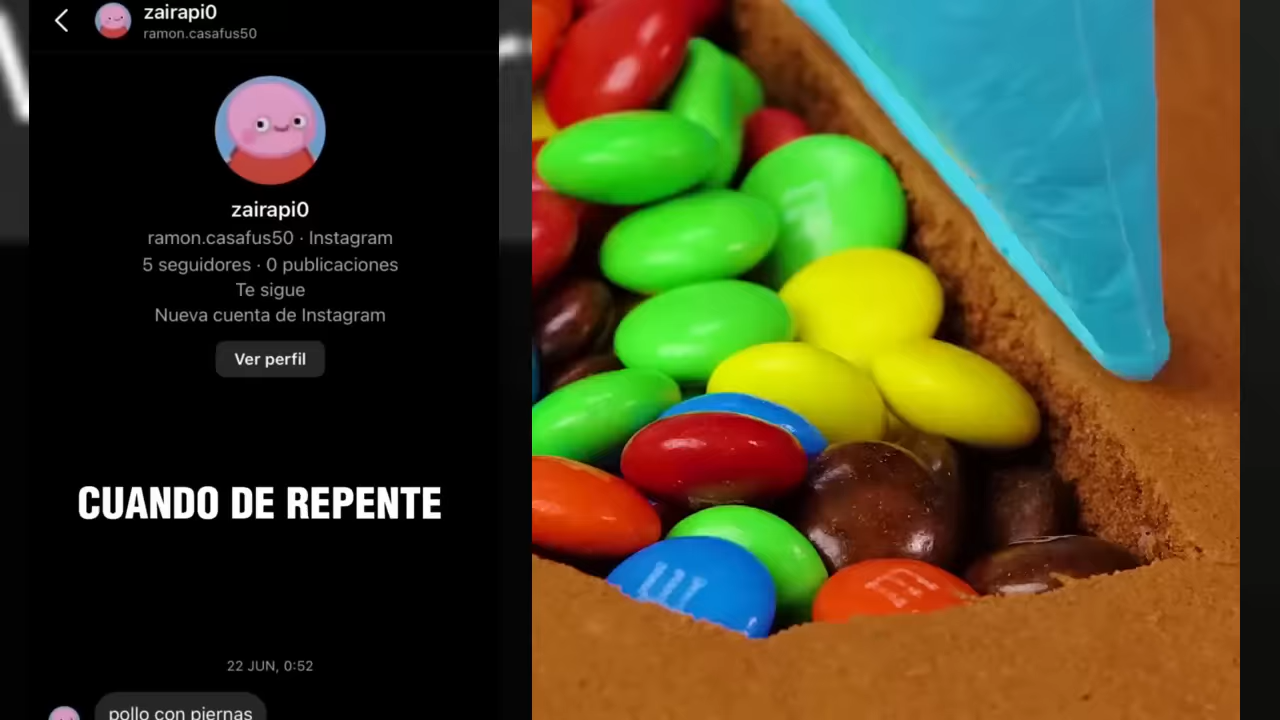 zairapi0
ramon.casafus50
zairapi0
ramon.casafus50 · Instagram
5 seguidores · 0 publicaciones
Te sigue
Nueva cuenta de Instagram
Ver perfil
CUANDO DE REPENTE
22 JUN, 0:52
pollo con piernas
m
m